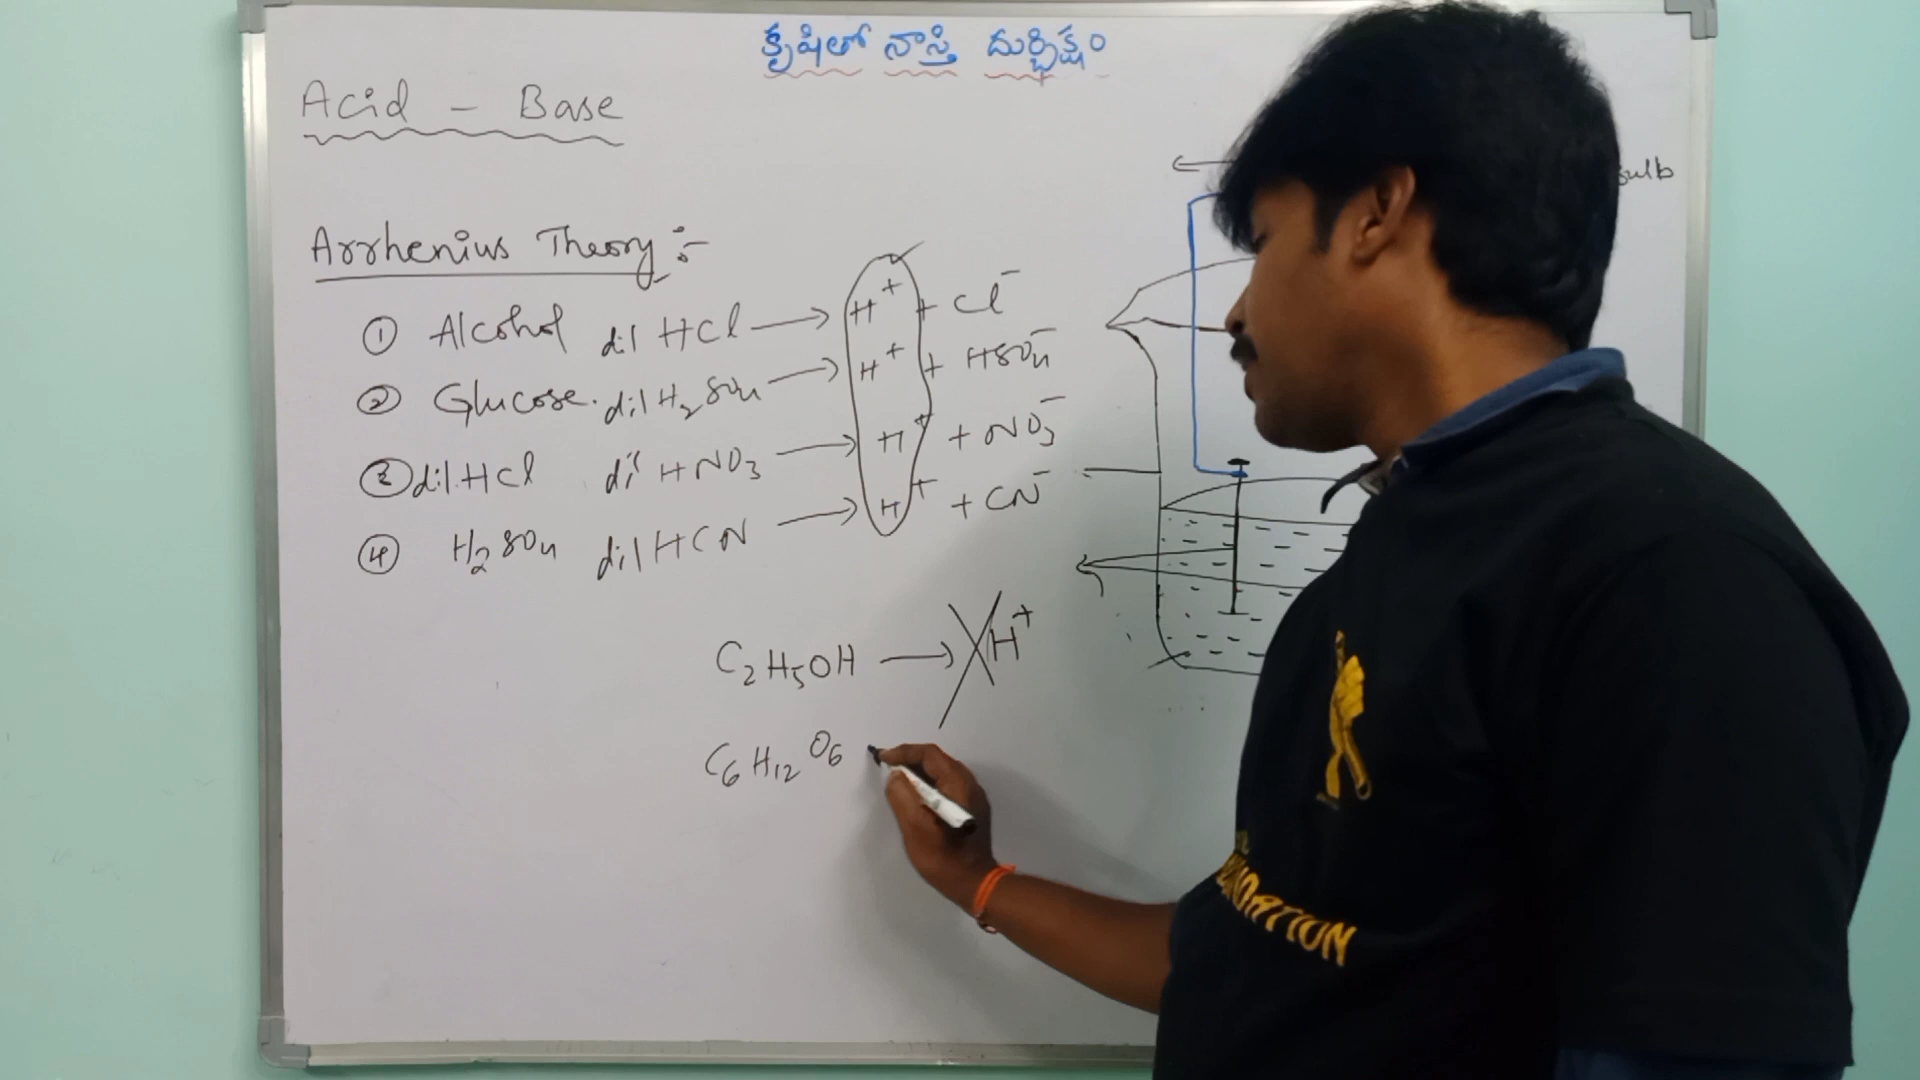 కృషితో నాస్తి దుర్భిక్షం
Acid - Base
Arrhenius Theory :-
① Alcohol dil HCl → H⁺ + Cl⁻
② Glucose. dil H₂SO₄ → H⁺ + HSO₄⁻
③ dil.HCl dil HNO₃ → H⁺ + NO₃⁻
④ H₂SO₄ dil HCN → H⁺ + CN⁻
C₂H₅OH → H⁺
C₆H₁₂O₆